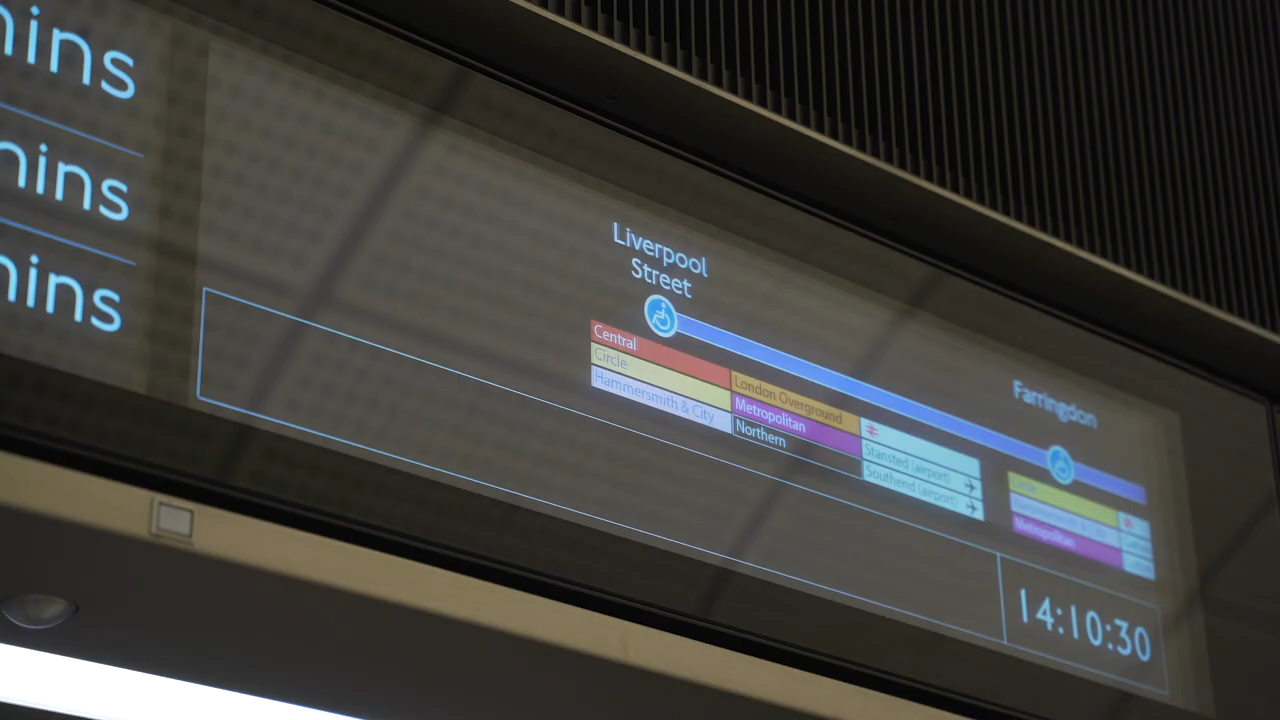 mins
mins
mins
Liverpool
Street
Central
Circle
Hammersmith & City
London Overground
Metropolitan
Northern
Stansted (airport)
Southend (airport)
Farringdon
Circle
Metropolitan
14:10:30